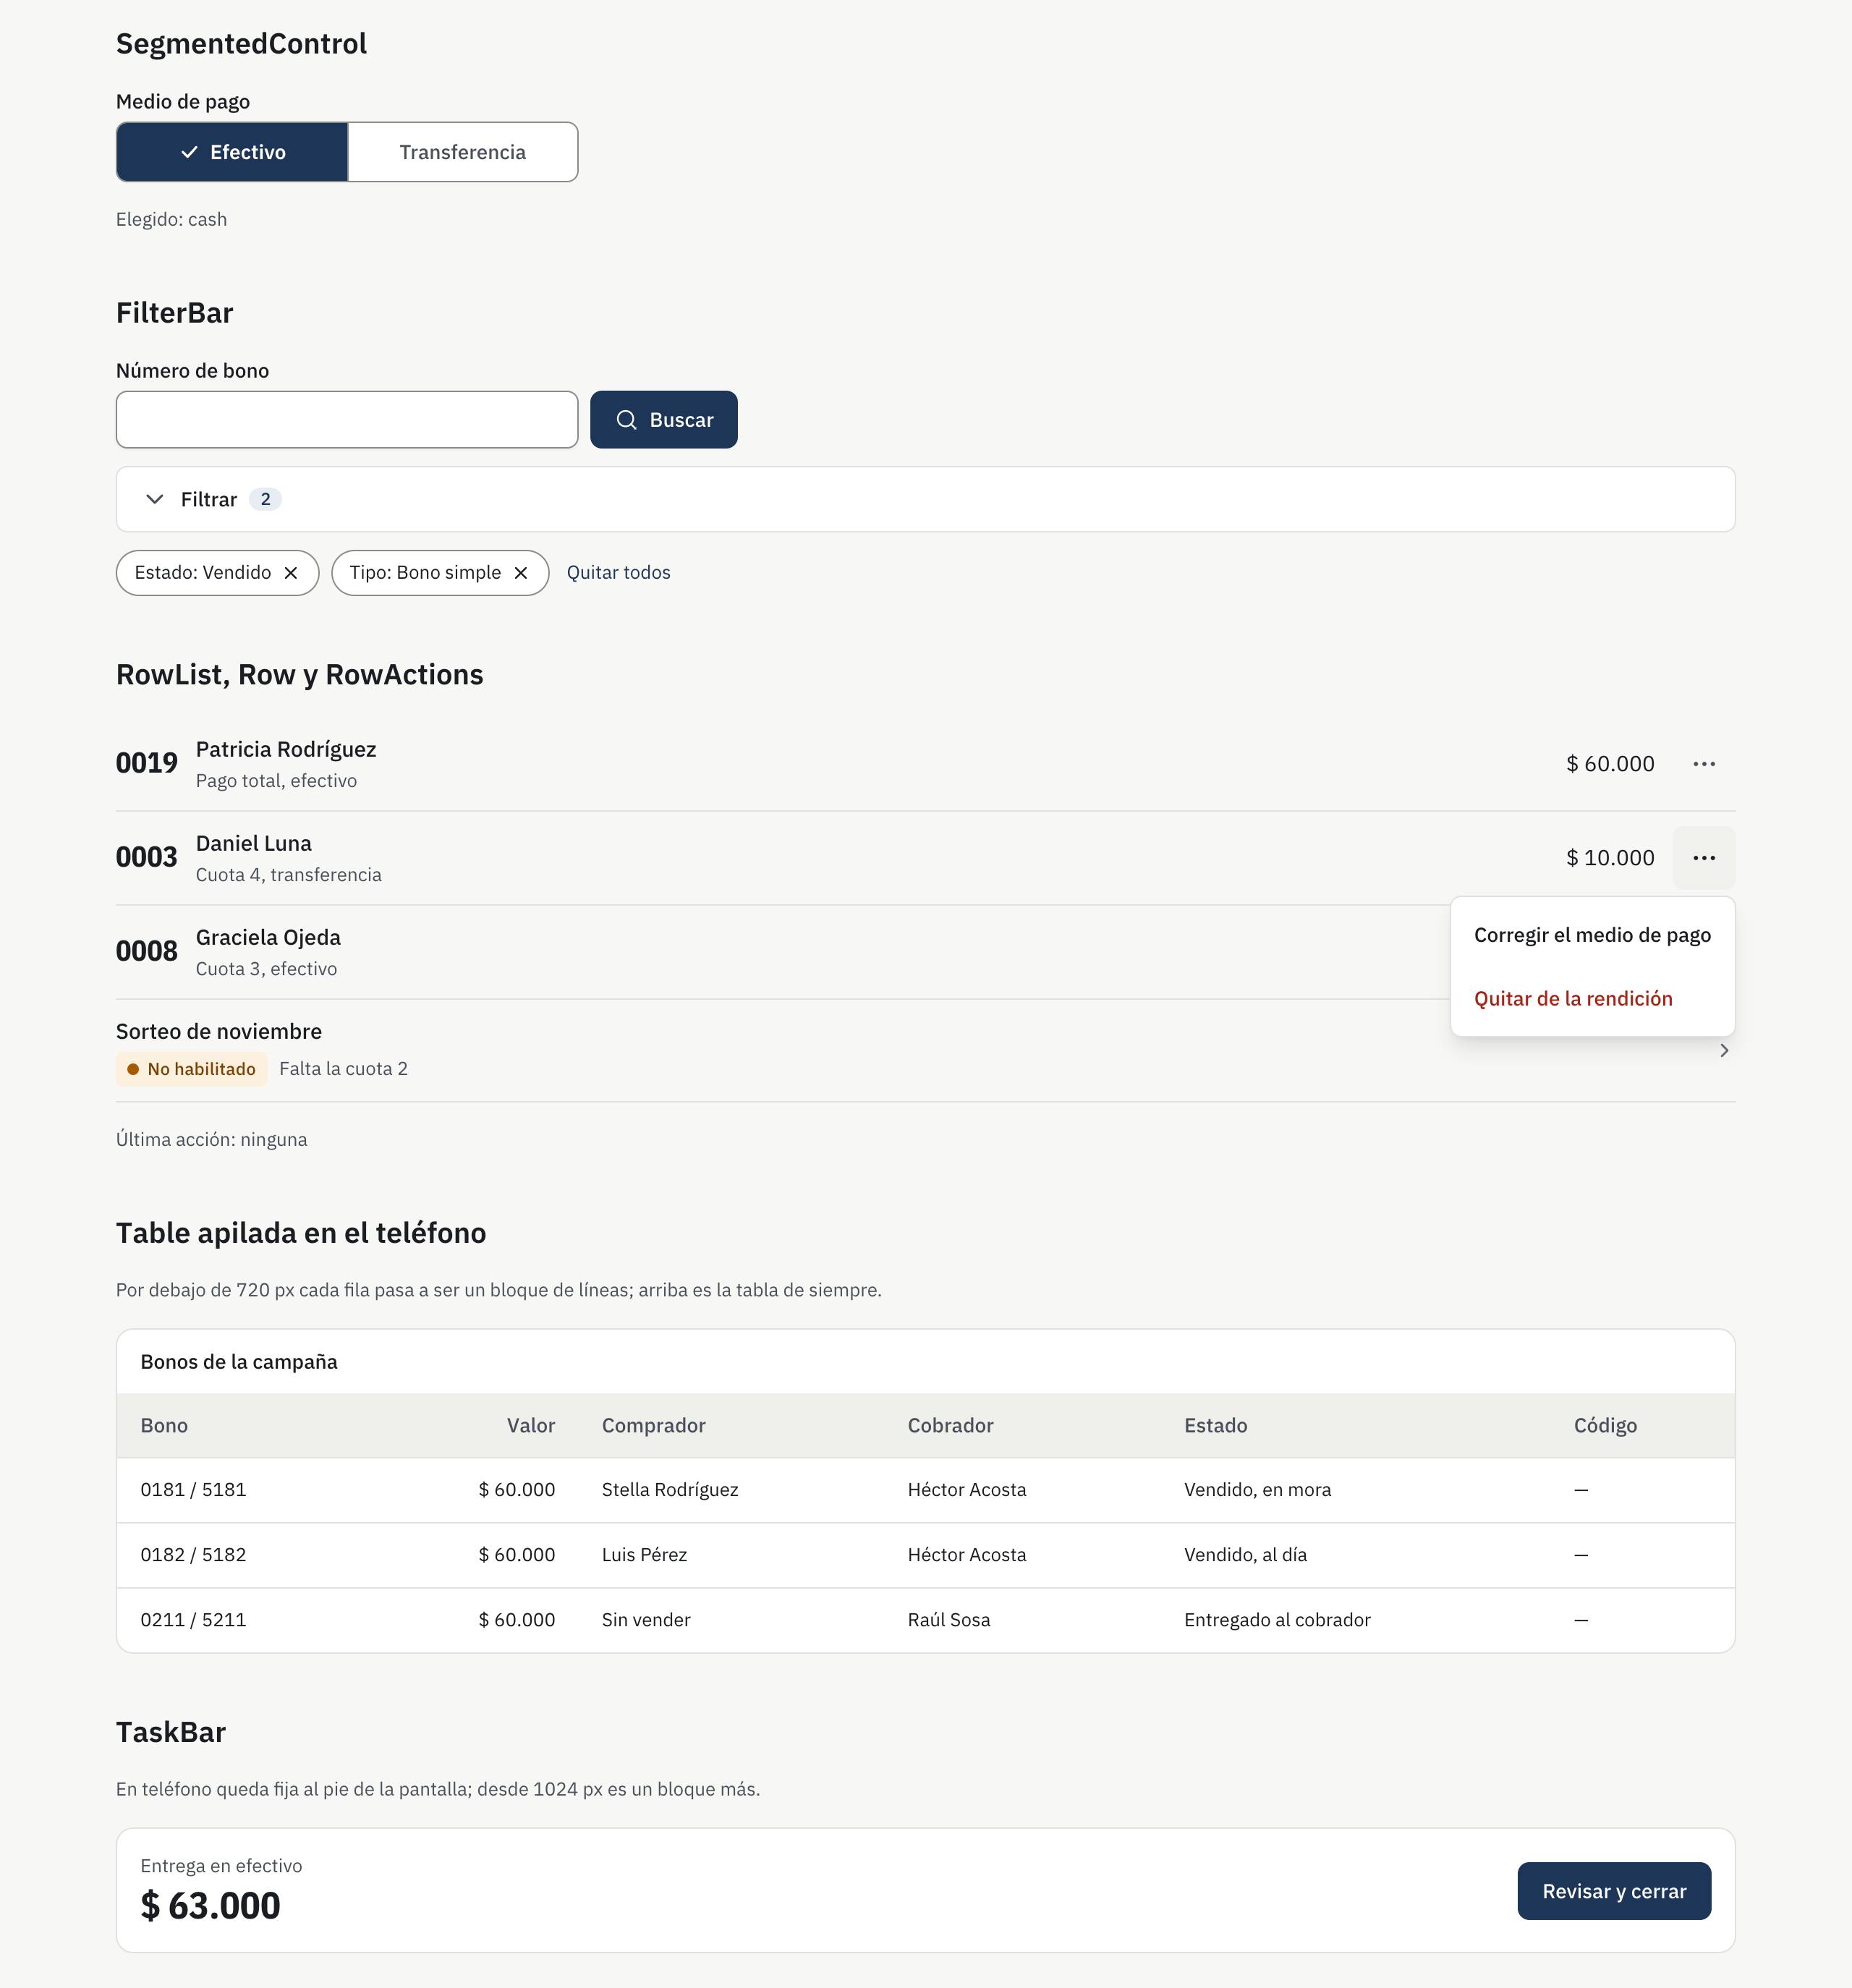 SegmentedControl
Medio de pago
Efectivo Transferencia
Elegido: cash
FilterBar
Número de bono
Buscar
Filtrar 2
Estado: Vendido Tipo: Bono simple Quitar todos
RowList, Row y RowActions
0019 Patricia Rodríguez $ 60.000
Pago total, efectivo
0003 Daniel Luna $ 10.000
Cuota 4, transferencia
0008 Graciela Ojeda
Cuota 3, efectivo
Corregir el medio de pago
Quitar de la rendición
Sorteo de noviembre
No habilitado Falta la cuota 2
Última acción: ninguna
Table apilada en el teléfono
Por debajo de 720 px cada fila pasa a ser un bloque de líneas; arriba es la tabla de siempre.
Bonos de la campaña
Bono Valor Comprador Cobrador Estado Código
0181 / 5181 $ 60.000 Stella Rodríguez Héctor Acosta Vendido, en mora —
0182 / 5182 $ 60.000 Luis Pérez Héctor Acosta Vendido, al día —
0211 / 5211 $ 60.000 Sin vender Raúl Sosa Entregado al cobrador —
TaskBar
En teléfono queda fija al pie de la pantalla; desde 1024 px es un bloque más.
Entrega en efectivo
$ 63.000
Revisar y cerrar